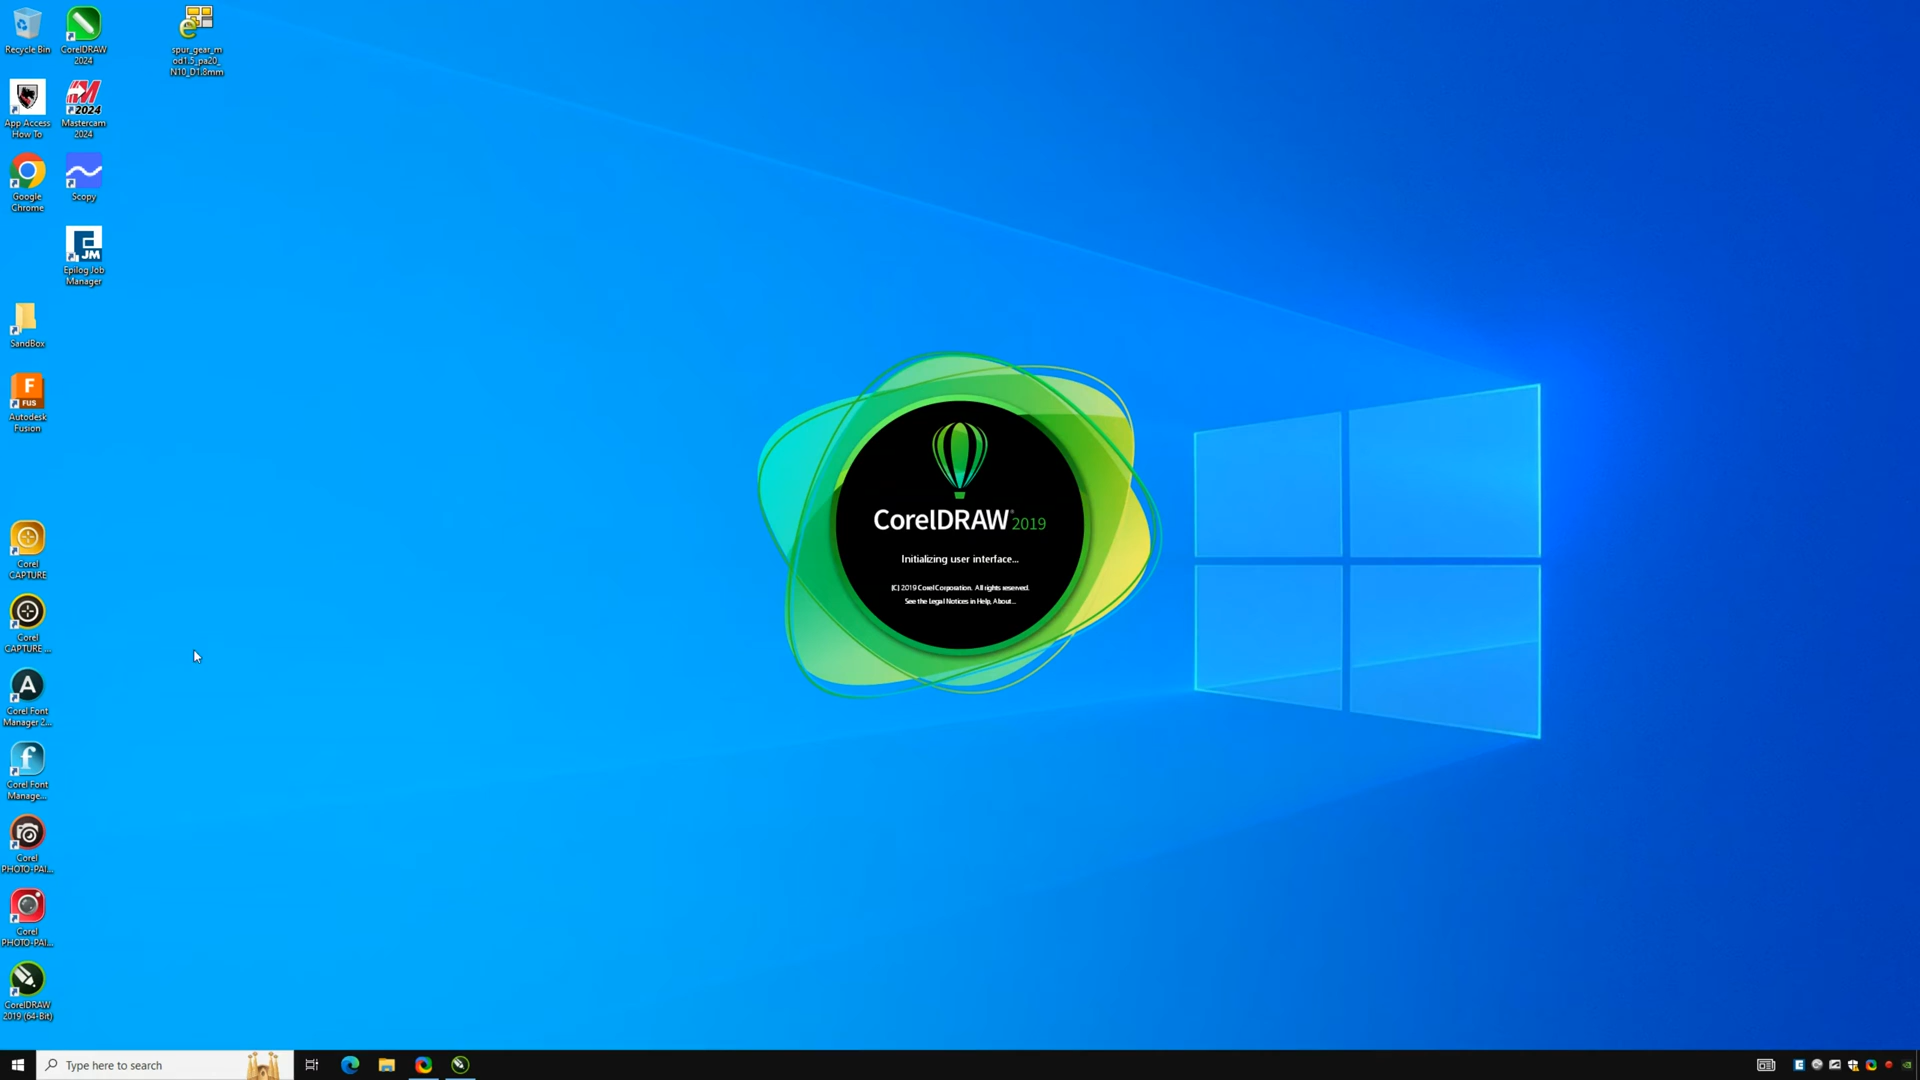 Recycle Bin
CorelDRAW
2024
spur_gear_m
od1.5_pa20_
N10_D1.8mm
App Access
How To
2024
Mastercam
2024
Google
Chrome
Scopy
JM
Epilog Job
Manager
SandBox
F
FUS
Autodesk
Fusion
CorelDRAW® 2019
Initializing user interface...
(C) 2019 Corel Corporation. All rights reserved.
See the Legal Notices in Help, About...
Corel
CAPTURE
Corel
CAPTURE ...
A
Corel Font
Manager 2...
f
Corel Font
Manage...
Corel
PHOTO-PAI...
Corel
PHOTO-PAI...
CorelDRAW
2019 (64-Bit)
Type here to search